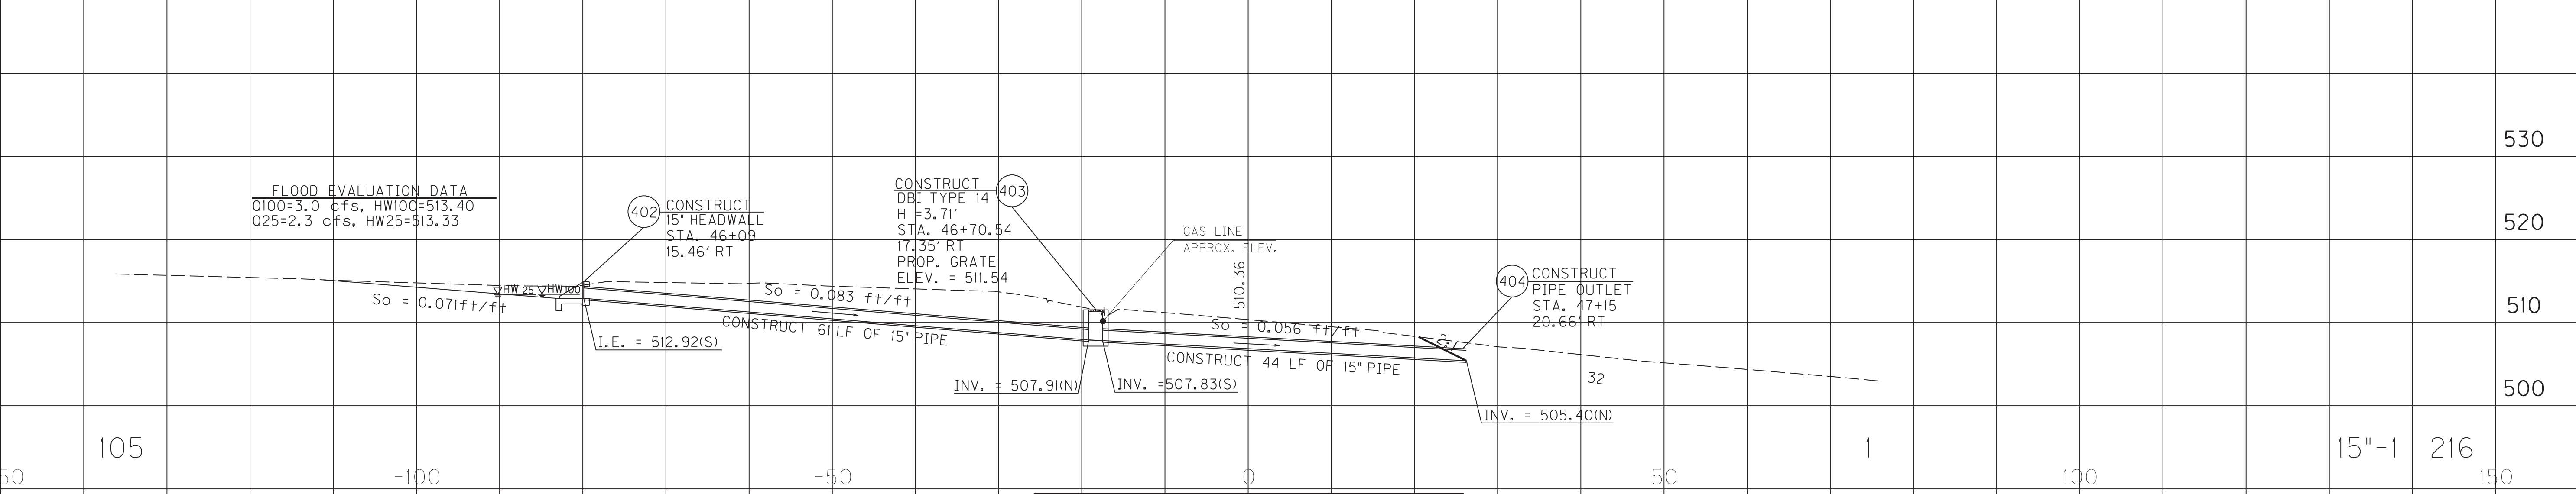 FLOOD EVALUATION DATA
Q100=3.0 cfs, HW100=513.40
Q25=2.3 cfs, HW25=513.33
402
CONSTRUCT
15" HEADWALL
STA. 46+09
15.46' RT
CONSTRUCT
403
DBI TYPE 14
H =3.71'
STA. 46+70.54
17.35' RT
PROP. GRATE
ELEV. = 511.54
GAS LINE
APPROX. ELEV.
510.36
404
CONSTRUCT
PIPE OUTLET
STA. 47+15
20.66' RT
530
520
510
500
HW 25
HW100
So = 0.071ft/ft
So = 0.083 ft/ft
CONSTRUCT 61 LF OF 15" PIPE
I.E. = 512.92(S)
So = 0.056 ft/ft
CONSTRUCT 44 LF OF 15" PIPE
2:1
32
INV. = 507.91(N)
INV. =507.83(S)
INV. = 505.40(N)
105
1
15"-1
216
50
-100
-50
0
50
100
150